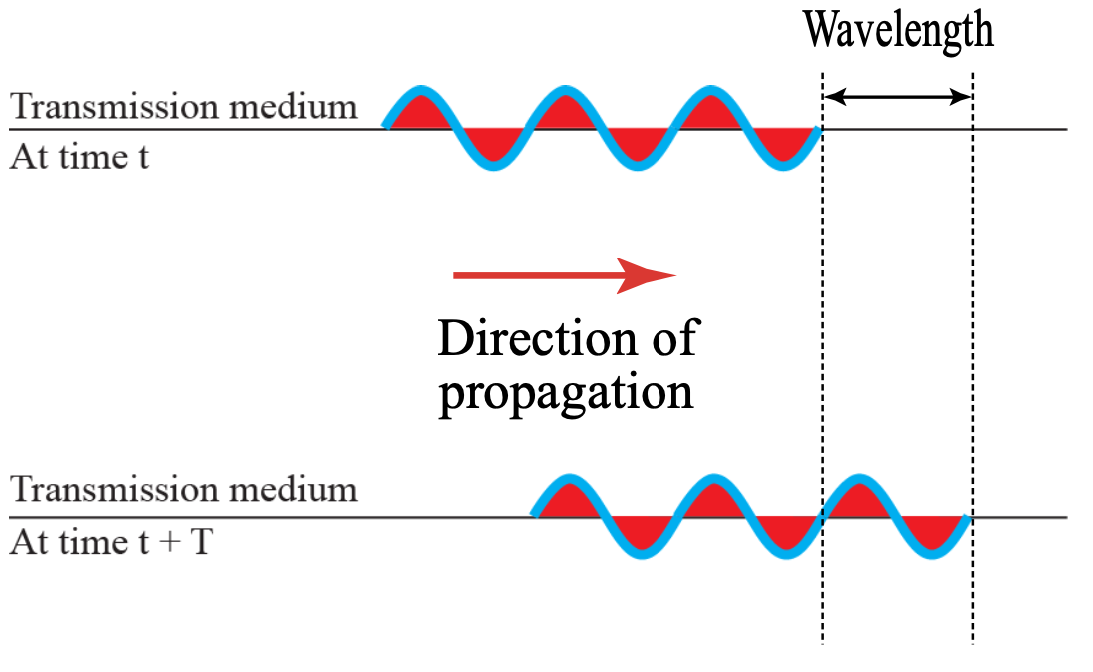 Wavelength
Transmission medium
At time t
Direction of
propagation
Transmission medium
At time t + T